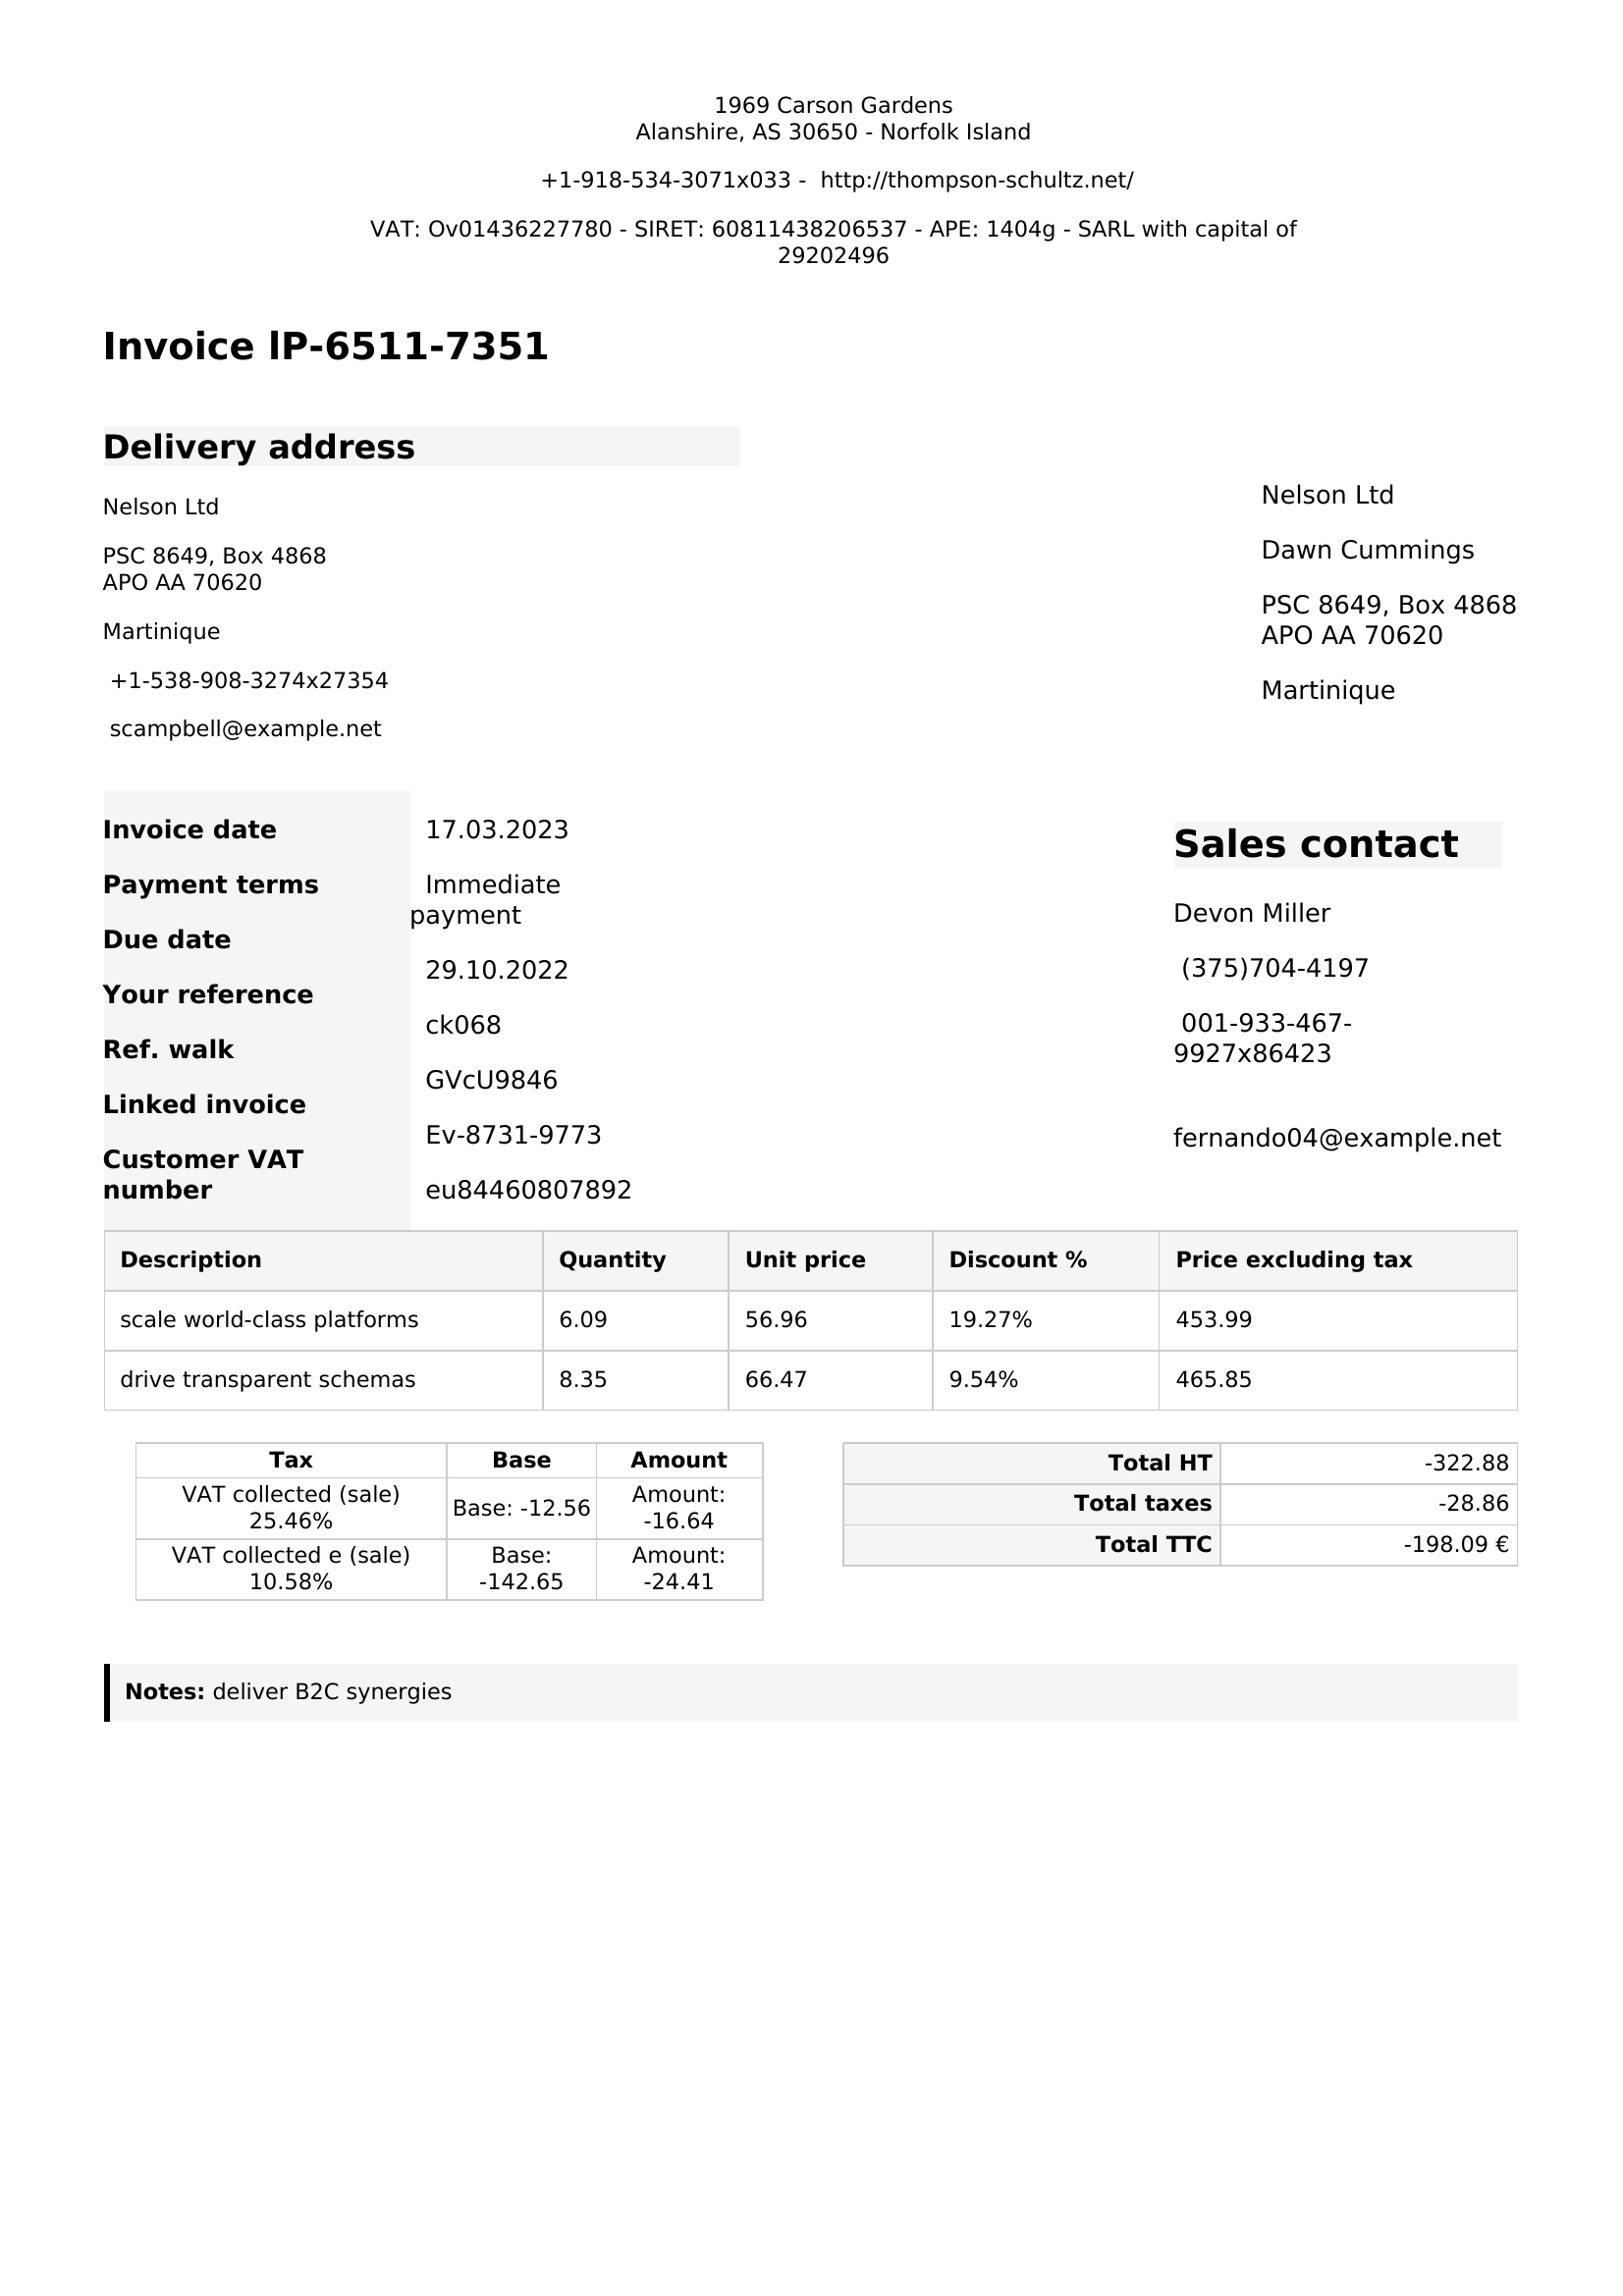 1969 Carson Gardens
Alanshire, AS 30650 - Norfolk Island
+1-918-534-3071x033 - http://thompson-schultz.net/
VAT: Ov01436227780 - SIRET: 60811438206537 - APE: 1404g - SARL with capital of
29202496
Invoice lP-6511-7351
Delivery address
Nelson Ltd
PSC 8649, Box 4868
APO AA 70620
Martinique
+1-538-908-3274x27354
scampbell@example.net
Nelson Ltd
Dawn Cummings
PSC 8649, Box 4868
APO AA 70620
Martinique
Invoice date 17.03.2023
Payment terms Immediate
payment
Due date 29.10.2022
Your reference ck068
Ref. walk GVcU9846
Linked invoice Ev-8731-9773
Customer VAT
number eu84460807892
Sales contact
Devon Miller
(375)704-4197
001-933-467-
9927x86423
fernando04@example.net
Description Quantity Unit price Discount % Price excluding tax
scale world-class platforms 6.09 56.96 19.27% 453.99
drive transparent schemas 8.35 66.47 9.54% 465.85
Tax Base Amount
VAT collected (sale)
25.46% Base: -12.56 Amount:
-16.64
VAT collected e (sale)
10.58% Base:
-142.65 Amount:
-24.41
Total HT -322.88
Total taxes -28.86
Total TTC -198.09 €
Notes: deliver B2C synergies